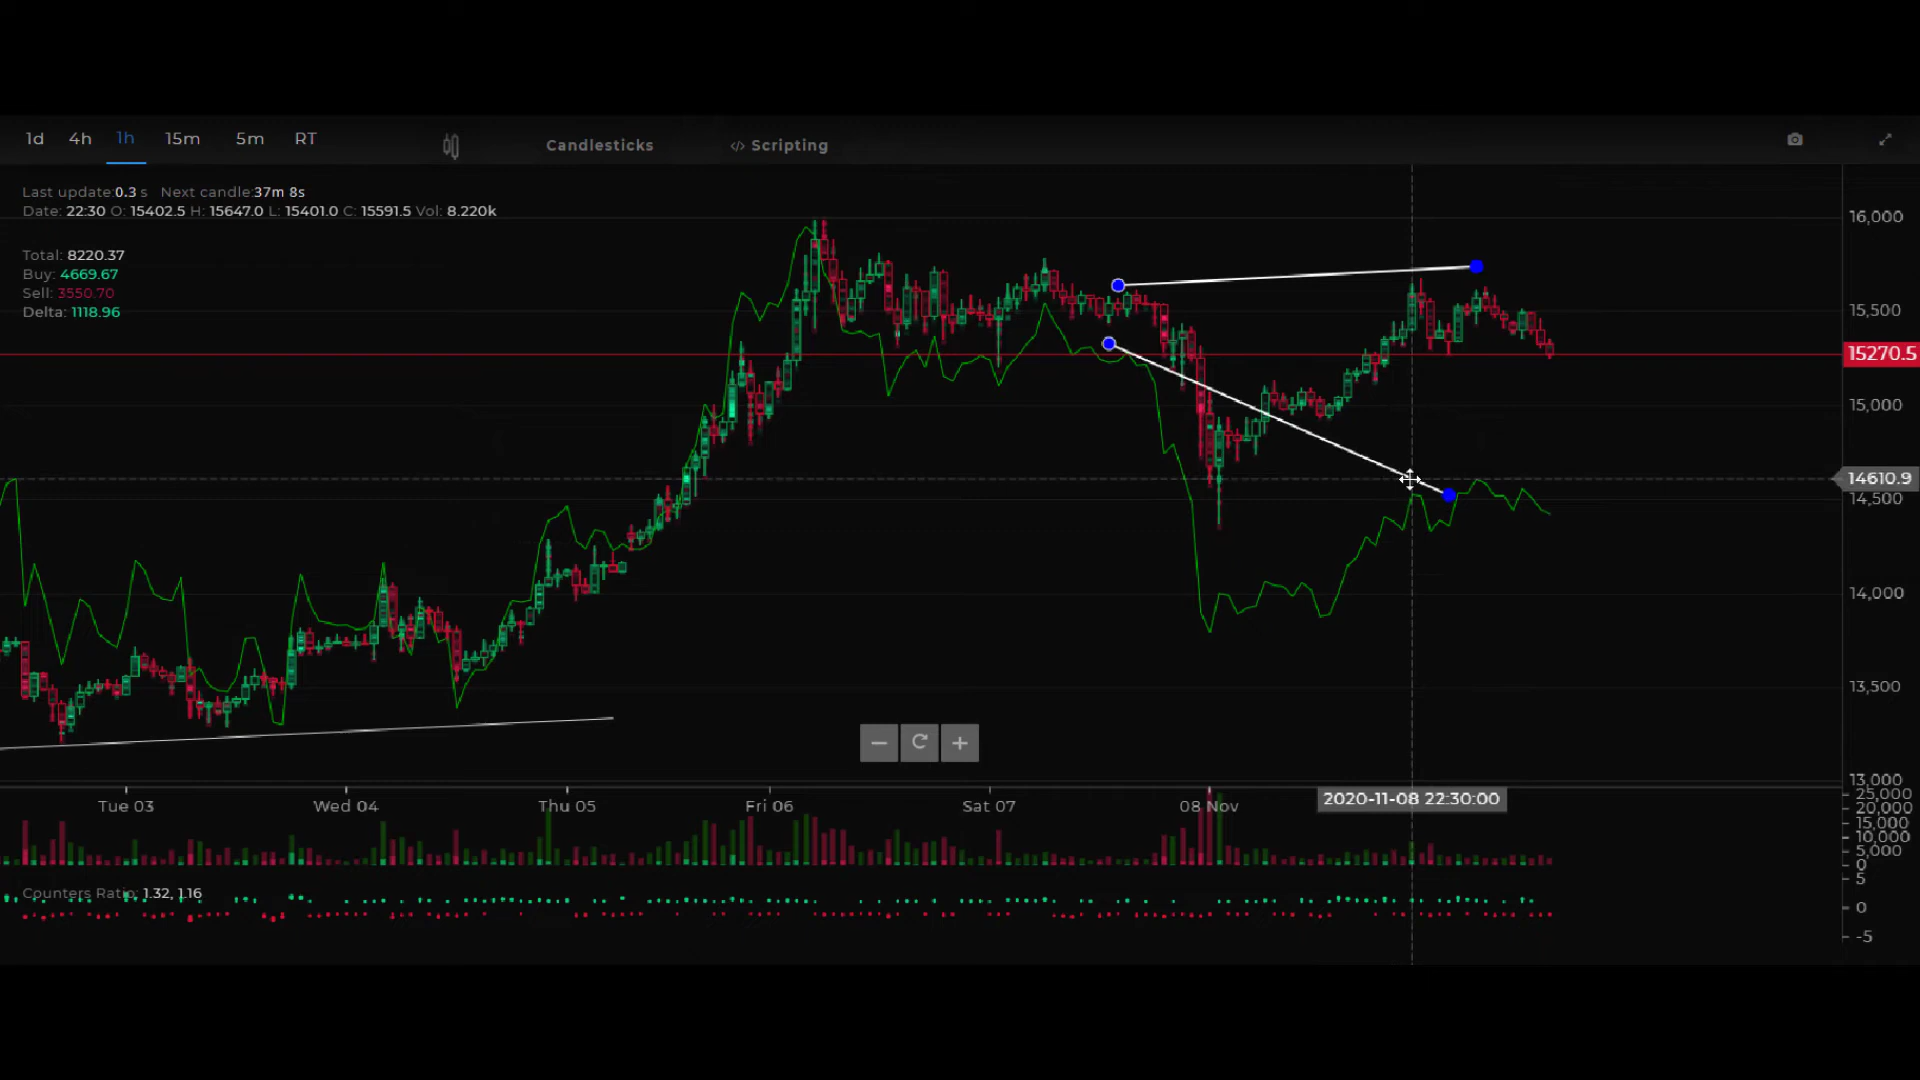 1d 4h 1h 15m 5m RT Candlesticks </> Scripting
Last update:0.3 s Next candle:37m 8s
Date: 22:30 O: 15402.5 H: 15647.0 L: 15401.0 C: 15591.5 Vol: 8.220k
Total: 8220.37
Buy: 4669.67
Sell: 3550.70
Delta: 1118.96
16,000
15,500
15270.5
15,000
14610.9
14,500
14,000
13,500
13,000
Tue 03 Wed 04 Thu 05 Fri 06 Sat 07 08 Nov 2020-11-08 22:30:00
25,000
20,000
15,000
10,000
5,000
0
5
Counters Ratio: 1.32, 1.16
0
-5